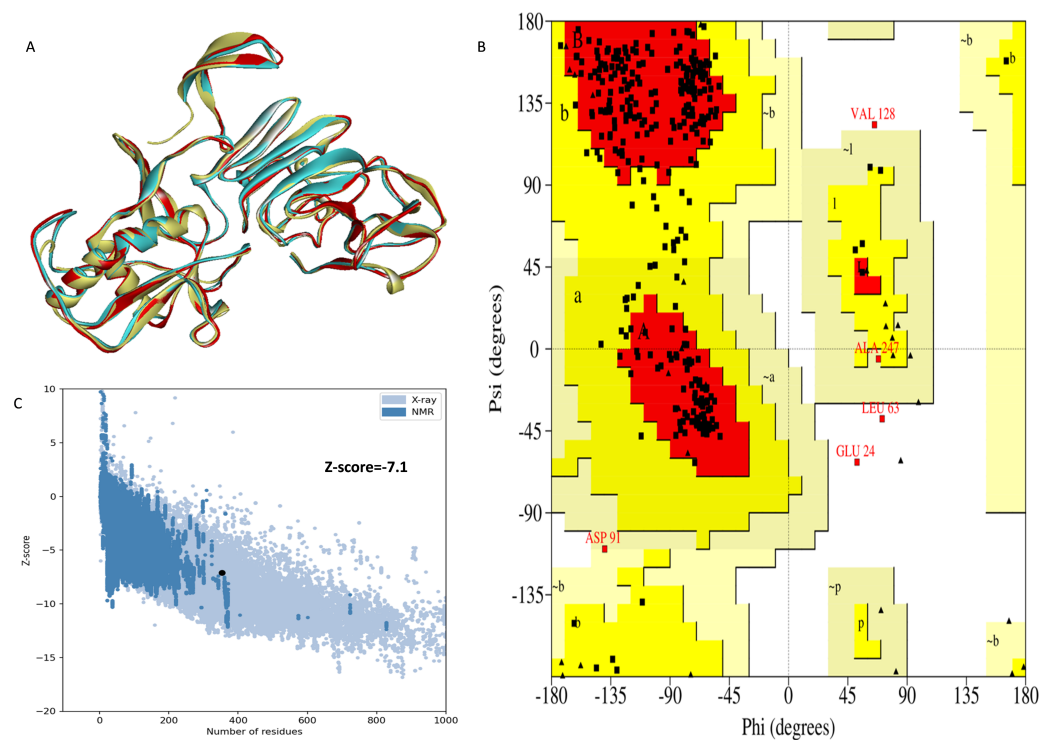 A
B
180
135
90
45
0
-45
-90
-135
-180
Psi (degrees)
B
b
~b
~b
b
VAL 128
~l
l
L
a
A
ALA 247
~a
LEU 63
GLU 24
ASP 91
~b
~p
b
p
~b
-180
-135
-90
-45
0
45
90
135
180
Phi (degrees)
C
10
5
0
−5
−10
−15
−20
Z-score
X-ray
NMR
Z-score=-7.1
0
200
400
600
800
1000
Number of residues